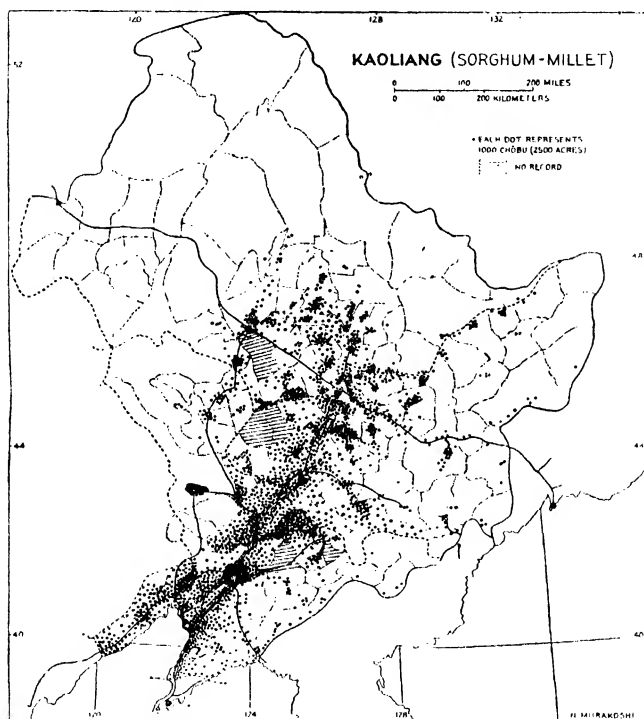 120 128 132
52
KAOLIANG (SORGHUM-MILLET)
0 100 200 MILES
0 100 200 KILOMETERS
• EACH DOT REPRESENTS
1000 CHŌBU (2500 ACRES)
NO RECORD
48
44 44
40 40
120 124 128
N. MURAKOSHI